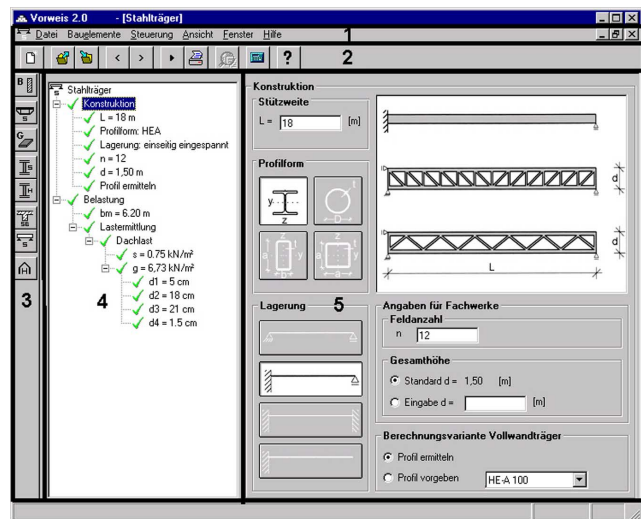 Vorweis 2.0 - [Stahlträger]
Datei Bauelemente Steuerung Ansicht Fenster Hilfe
1
?
2
B
S
G
S
H
SB
S
3
Stahlträger
Konstruktion
L = 18 m
Profilform: HEA
Lagerung: einseitig eingespannt
n = 12
d = 1,50 m
Profil ermitteln
Belastung
bm = 6.20 m
Lastermittlung
Dachlast
s = 0.75 kN/m²
g = 6,73 kN/m²
d1 = 5 cm
d2 = 18 cm
d3 = 21 cm
d4 = 1.5 cm
4
Konstruktion
Stützweite
L = 18 [m]
Profilform
y
z
t
D
z
t
b
y
a
z
t
a
y
a
Lagerung
5
ID
d
ID
d
L
Angaben für Fachwerke
Feldanzahl
n 12
Gesamthöhe
Standard d = 1,50 [m]
Eingabe d = [m]
Berechnungsvariante Vollwandträger
Profil ermitteln
Profil vorgeben HE-A 100